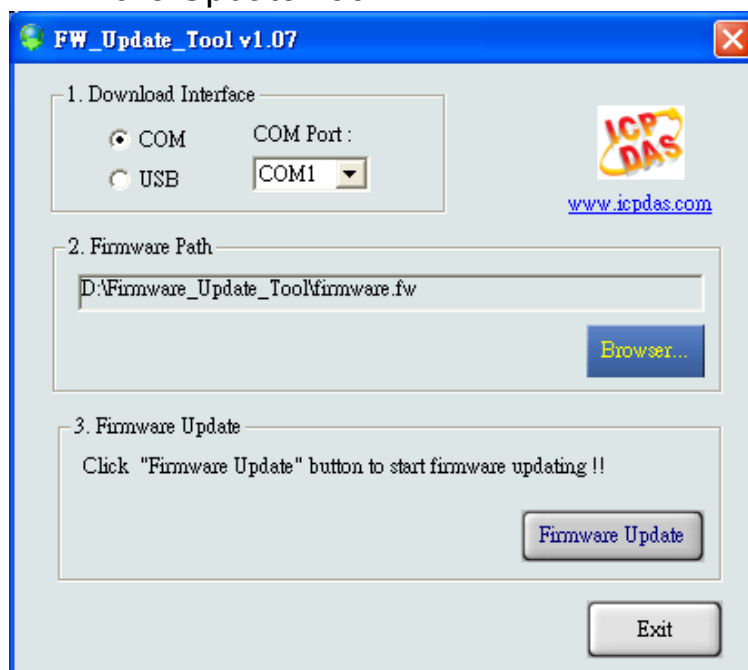 FW_Update_Tool v1.07
1. Download Interface
COM
COM Port :
USB
COM1
ICP
DAS
www.icpdas.com
2. Firmware Path
D:\Firmware_Update_Tool\firmware.fw
Browser...
3. Firmware Update
Click "Firmware Update" button to start firmware updating !!
Firmware Update
Exit